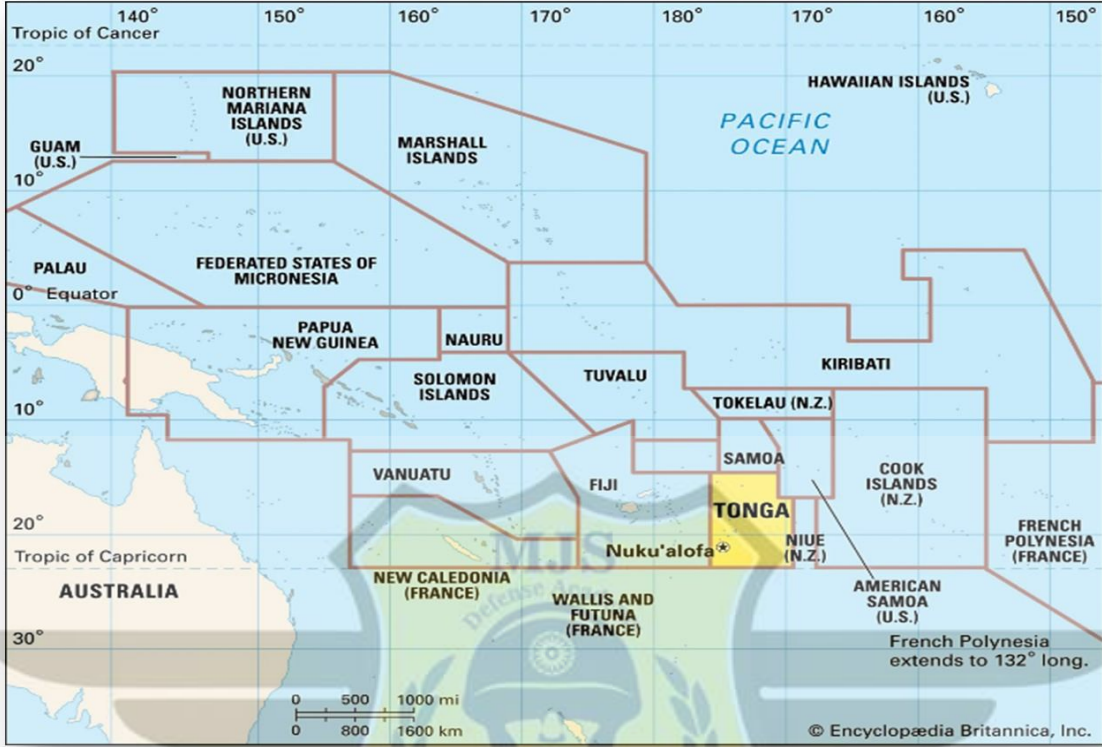 140°
150°
160°
170°
180°
170°
160°
150°
Tropic of Cancer
20°
HAWAIIAN ISLANDS
(U.S.)
NORTHERN
MARIANA
ISLANDS
(U.S.)
PACIFIC
OCEAN
GUAM
(U.S.)
MARSHALL
ISLANDS
10°
PALAU
FEDERATED STATES OF
MICRONESIA
0° Equator
PAPUA
NEW GUINEA
NAURU
KIRIBATI
SOLOMON
ISLANDS
TUVALU
TOKELAU (N.Z.)
10°
SAMOA
VANUATU
FIJI
COOK
ISLANDS
(N.Z.)
TONGA
20°
FRENCH
POLYNESIA
(FRANCE)
NIUE
(N.Z.)
Nuku'alofa
MJS
Tropic of Capricorn
AUSTRALIA
NEW CALEDONIA
(FRANCE)
Defense
WALLIS AND
FUTUNA
(FRANCE)
AMERICAN
SAMOA
(U.S.)
30°
French Polynesia
extends to 132° long.
0 500 1000 mi
0 800 1600 km
© Encyclopædia Britannica, Inc.